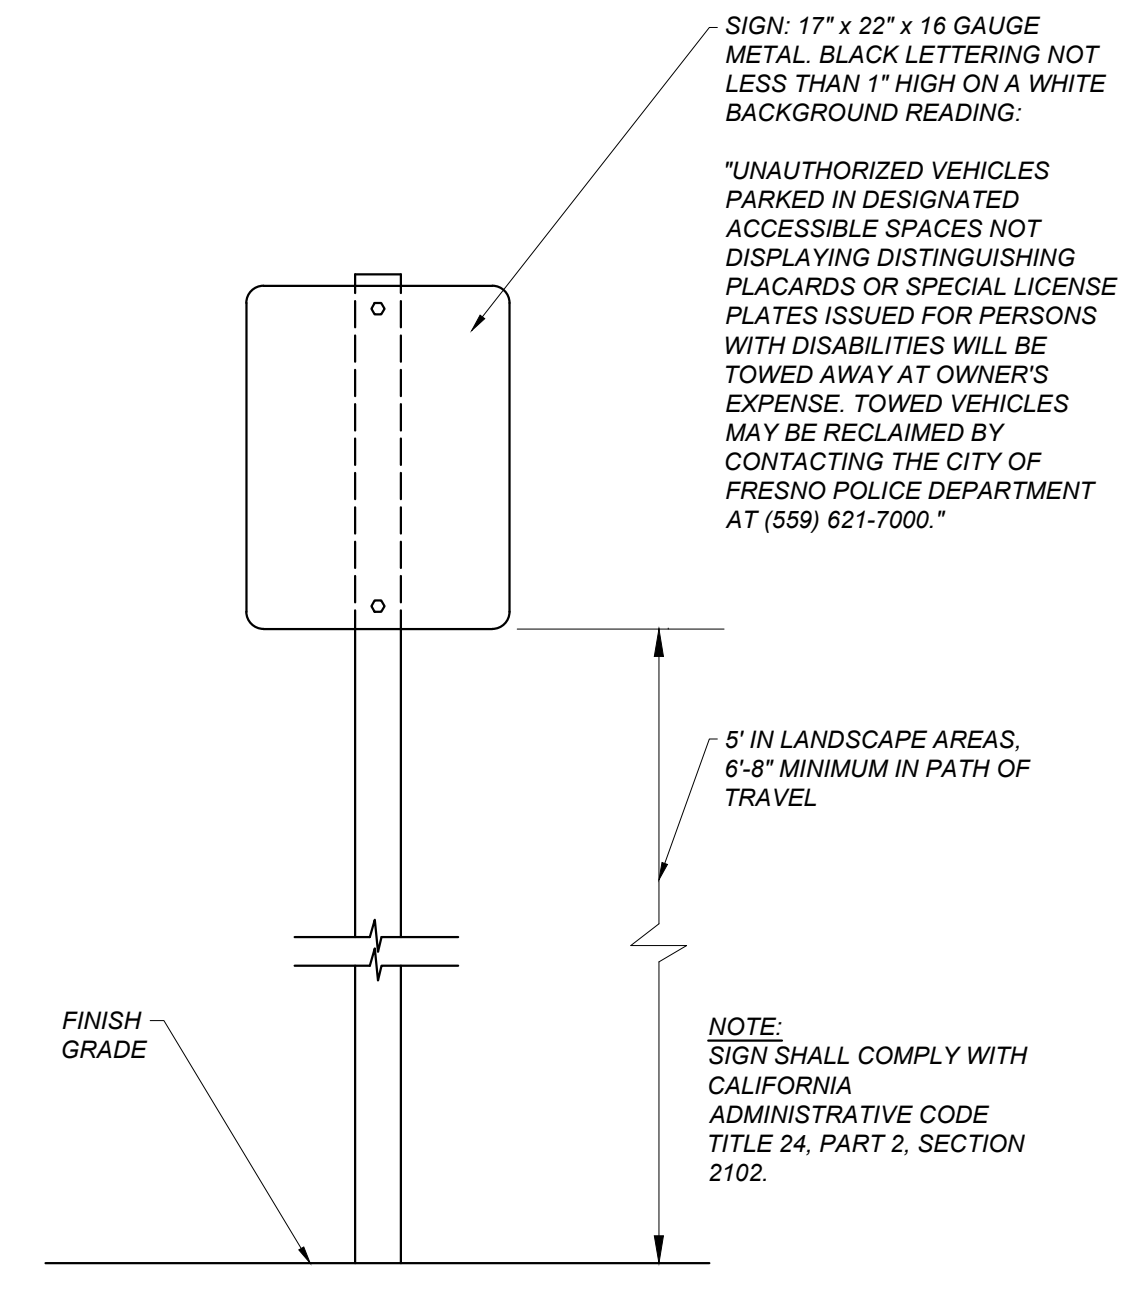 SIGN: 17" x 22" x 16 GAUGE
METAL. BLACK LETTERING NOT
LESS THAN 1" HIGH ON A WHITE
BACKGROUND READING:
"UNAUTHORIZED VEHICLES
PARKED IN DESIGNATED
ACCESSIBLE SPACES NOT
DISPLAYING DISTINGUISHING
PLACARDS OR SPECIAL LICENSE
PLATES ISSUED FOR PERSONS
WITH DISABILITIES WILL BE
TOWED AWAY AT OWNER'S
EXPENSE. TOWED VEHICLES
MAY BE RECLAIMED BY
CONTACTING THE CITY OF
FRESNO POLICE DEPARTMENT
AT (559) 621-7000."
5' IN LANDSCAPE AREAS,
6'-8" MINIMUM IN PATH OF
TRAVEL
FINISH
GRADE
NOTE:
SIGN SHALL COMPLY WITH
CALIFORNIA
ADMINISTRATIVE CODE
TITLE 24, PART 2, SECTION
2102.